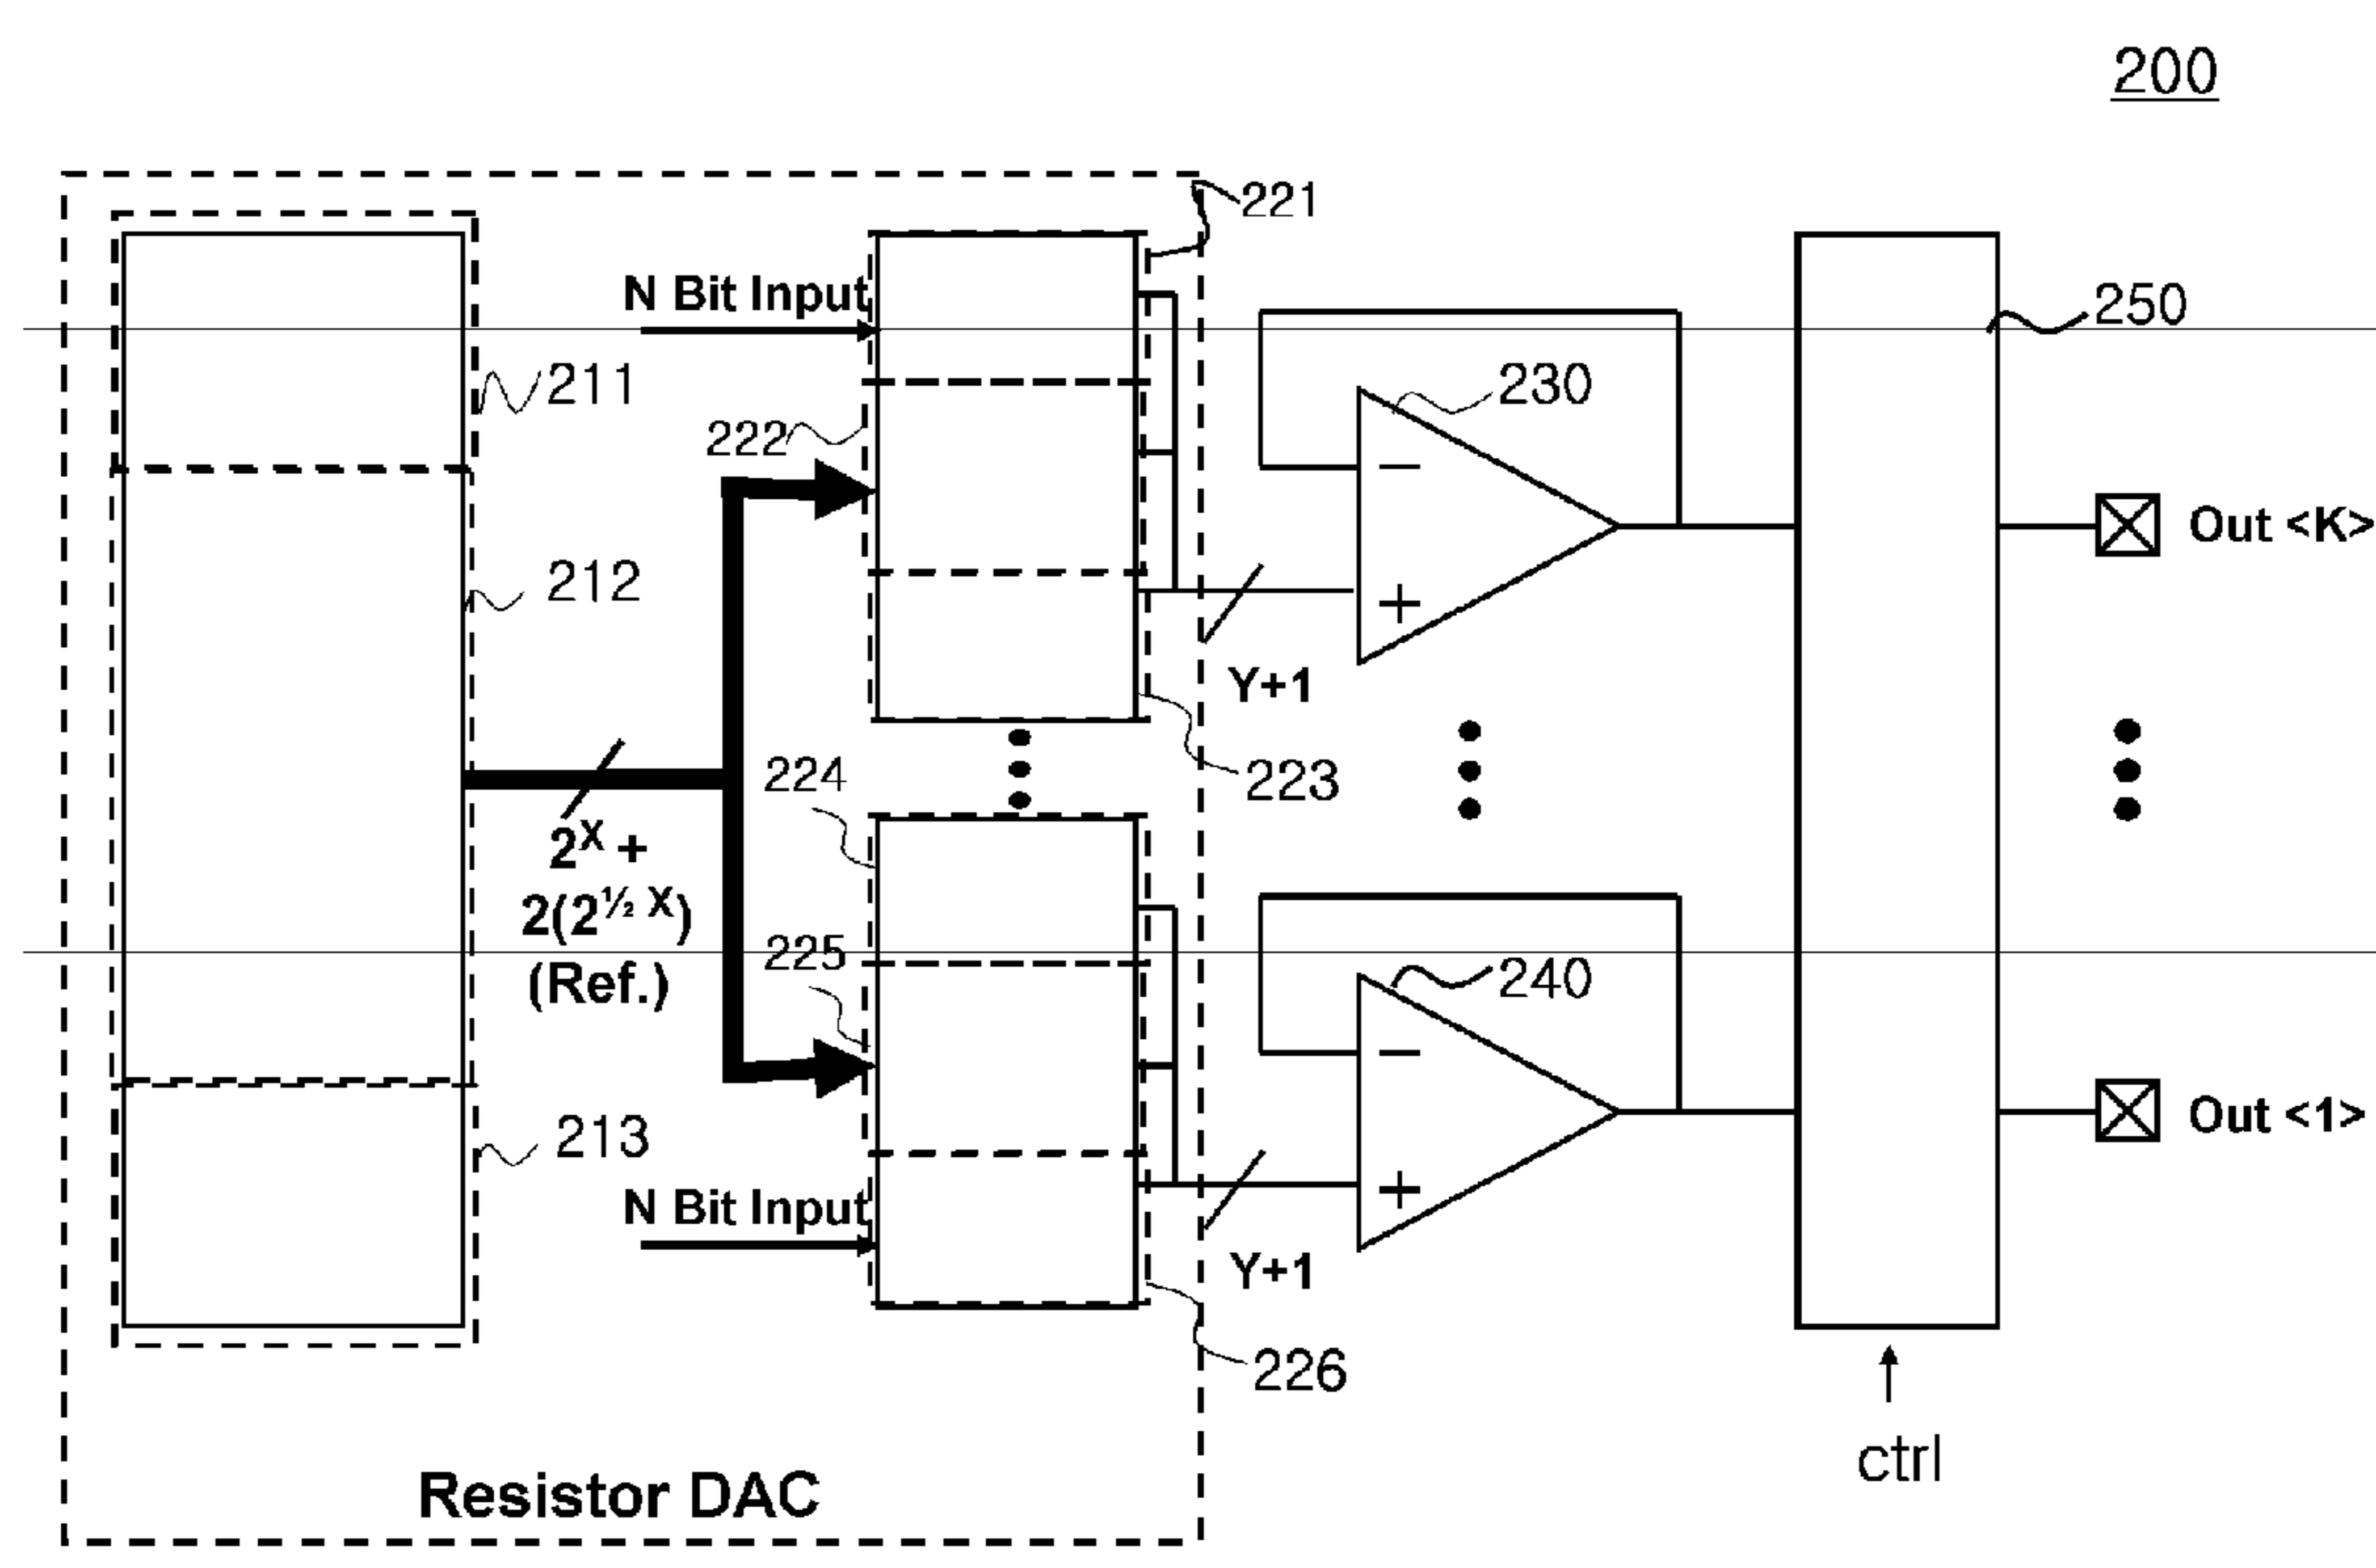 200
221
N Bit Input
250
211
230
222
Out <K>
212
Y+1
224
223
2^X +
2(2^½ X)
225
(Ref.)
240
Out <1>
213
N Bit Input
Y+1
226
ctrl
Resistor DAC